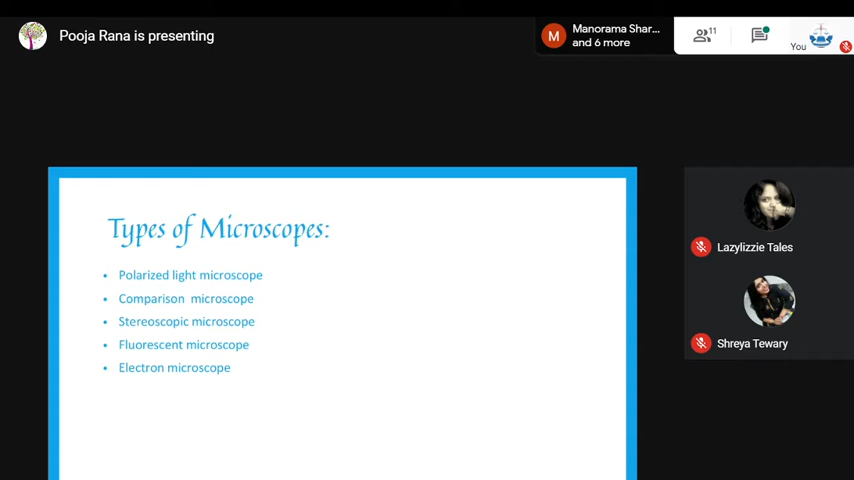 Pooja Rana is presenting
M
Manorama Shar...
and 6 more
11
You
Types of Microscopes:
• Polarized light microscope
• Comparison microscope
• Stereoscopic microscope
• Fluorescent microscope
• Electron microscope
Lazylizzie Tales
Shreya Tewary